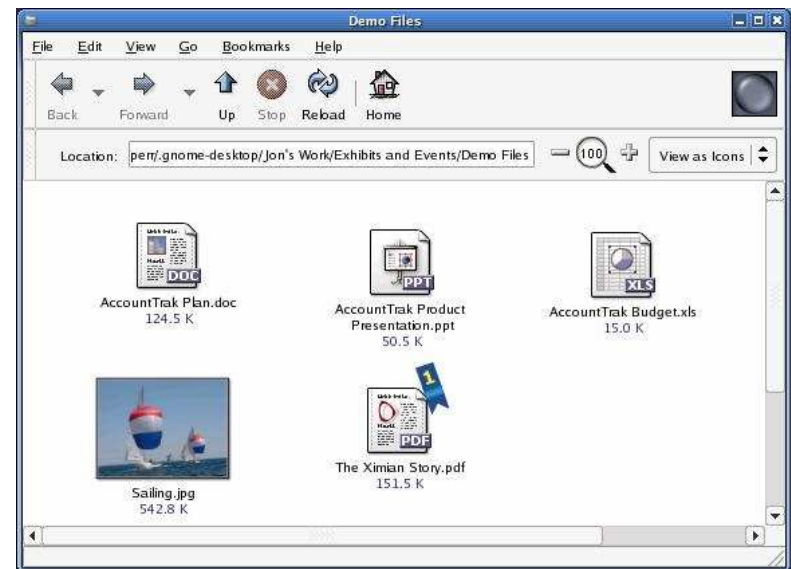 Demo Files
File Edit View Go Bookmarks Help
Back Forward Up Stop Reload Home
Location: perr/.gnome-desktop/Jon's Work/Exhibits and Events/Demo Files 100 View as Icons
DOC
AccountTrak Plan.doc
124.5 K
PPT
AccountTrak Product
Presentation.ppt
50.5 K
XLS
AccountTrak Budget.xls
15.0 K
Sailing.jpg
542.8 K
1
PDF
The Ximian Story.pdf
151.5 K